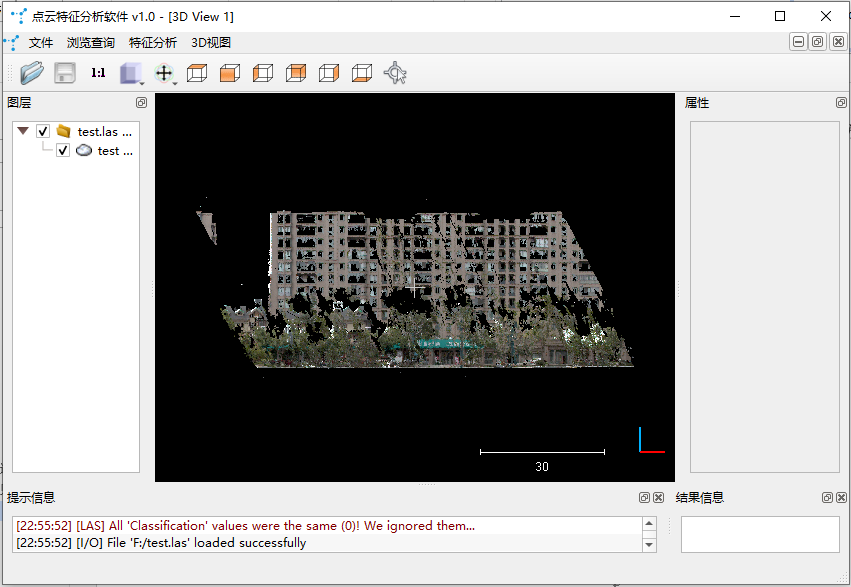 点云特征分析软件 v1.0 - [3D View 1]
文件 浏览查询 特征分析 3D视图
1:1
图层
属性
test.las ...
test ...
30
提示信息
结果信息
[22:55:52] [LAS] All 'Classification' values were the same (0)! We ignored them...
[22:55:52] [I/O] File 'F:/test.las' loaded successfully